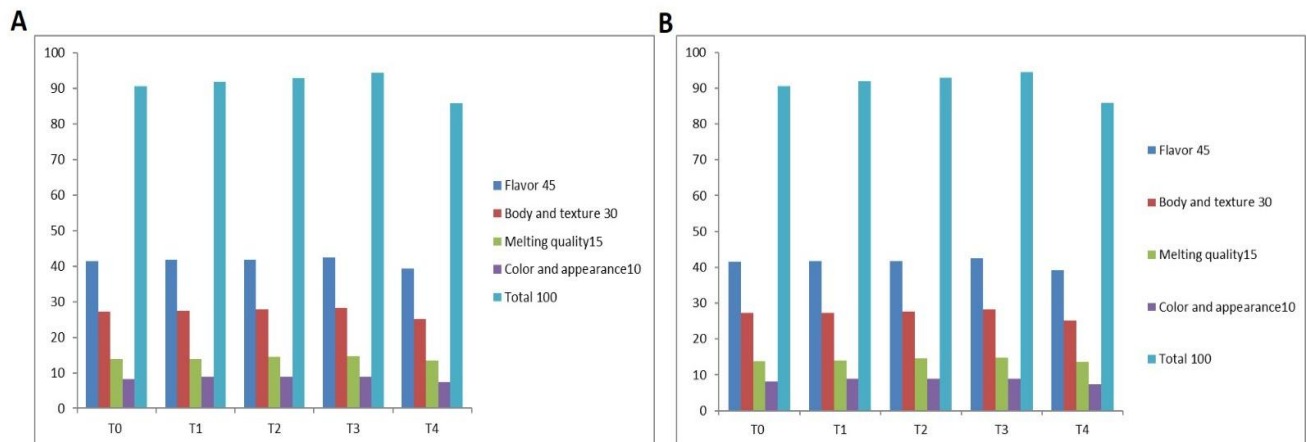 A
100
90
80
70
60
50
40
30
20
10
0
T0 T1 T2 T3 T4
Flavor 45
Body and texture 30
Melting quality15
Color and appearance10
Total 100
B
100
90
80
70
60
50
40
30
20
10
0
T0 T1 T2 T3 T4
Flavor 45
Body and texture 30
Melting quality15
Color and appearance10
Total 100